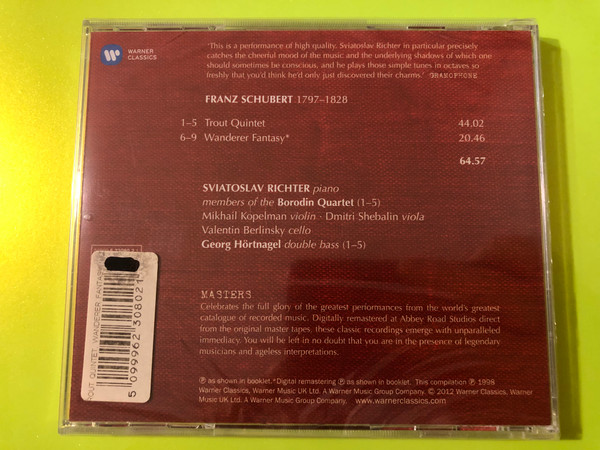 WARNER
CLASSICS
'This is a performance of high quality. Sviatoslav Richter in particular precisely
catches the cheerful mood of the music and the underlying shadows of which one
should sometimes be conscious, and he plays those simple tunes in octaves so
freshly that you'd think he'd only just discovered their charms.' GRAMOPHONE
FRANZ SCHUBERT 1797–1828
1–5 Trout Quintet 44.02
6–9 Wanderer Fantasy* 20.46
64.57
SVIATOSLAV RICHTER piano
members of the Borodin Quartet (1–5)
Mikhail Kopelman violin · Dmitri Shebalin viola
Valentin Berlinsky cello
Georg Hörtnagel double bass (1–5)
MASTERS
Celebrates the full glory of the greatest performances from the world's greatest
catalogue of recorded music. Digitally remastered at Abbey Road Studios direct
from the original master tapes, these classic recordings emerge with unparalleled
immediacy. You will be left in no doubt that you are in the presence of legendary
musicians and ageless interpretations.
℗ as shown in booklet. *Digital remastering ℗ as shown in booklet. This compilation ℗ 1998
Warner Classics, Warner Music UK Ltd. A Warner Music Group Company. © 2012 Warner Classics, Warner
Music UK Ltd. A Warner Music Group Company. www.warnerclassics.com
5 099962 308021
OUT QUINTET WANDERER FANTAS